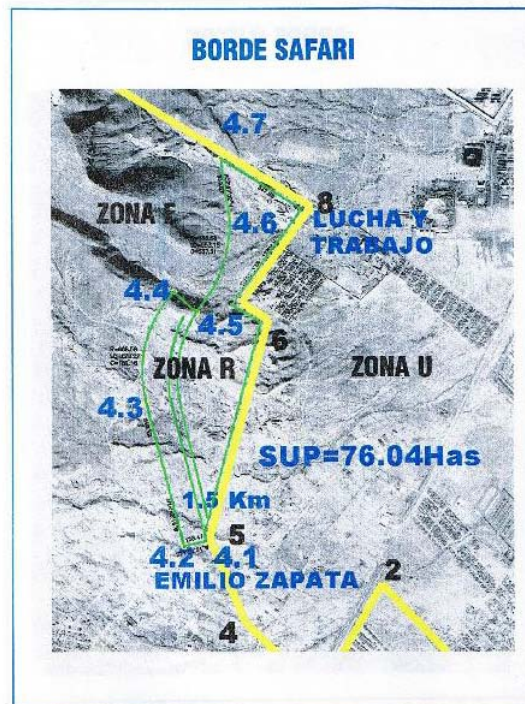 BORDE SAFARI
4.7
8
ZONA E
4.6
LUCHA Y
TRABAJO
4.4
4.5
6
ZONA R
ZONA U
4.3
SUP=76.04Has
1.5 Km
5
4.2
4.1
2
EMILIO ZAPATA
4